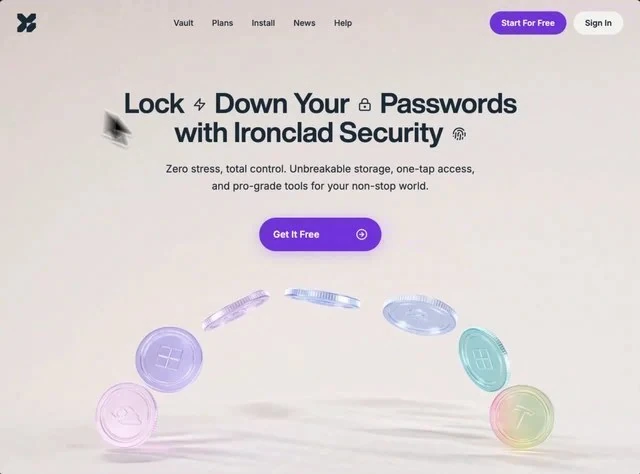 Vault Plans Install News Help
Start For Free Sign In
Lock Down Your Passwords
with Ironclad Security
Zero stress, total control. Unbreakable storage, one-tap access,
and pro-grade tools for your non-stop world.
Get It Free